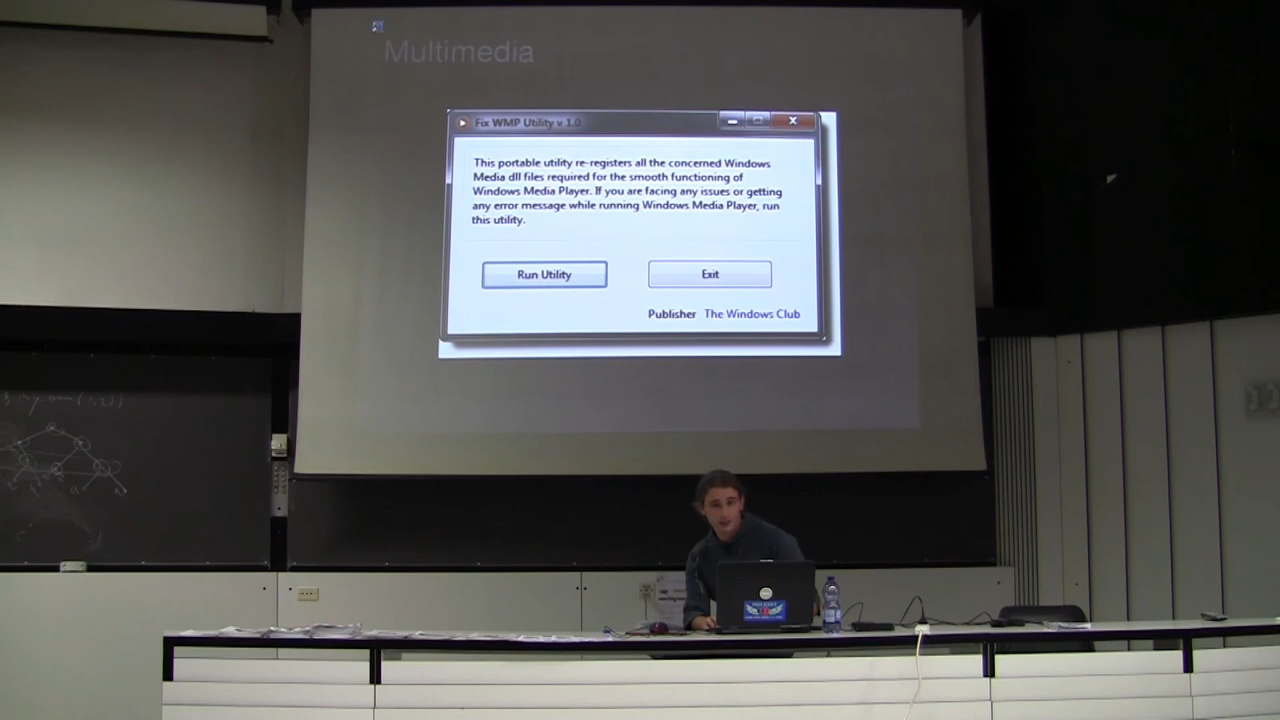 Multimedia
Fix WMP Utility v 1.0
This portable utility re-registers all the concerned Windows
Media dll files required for the smooth functioning of
Windows Media Player. If you are facing any issues or getting
any error message while running Windows Media Player, run
this utility.
Run Utility
Exit
Publisher The Windows Club